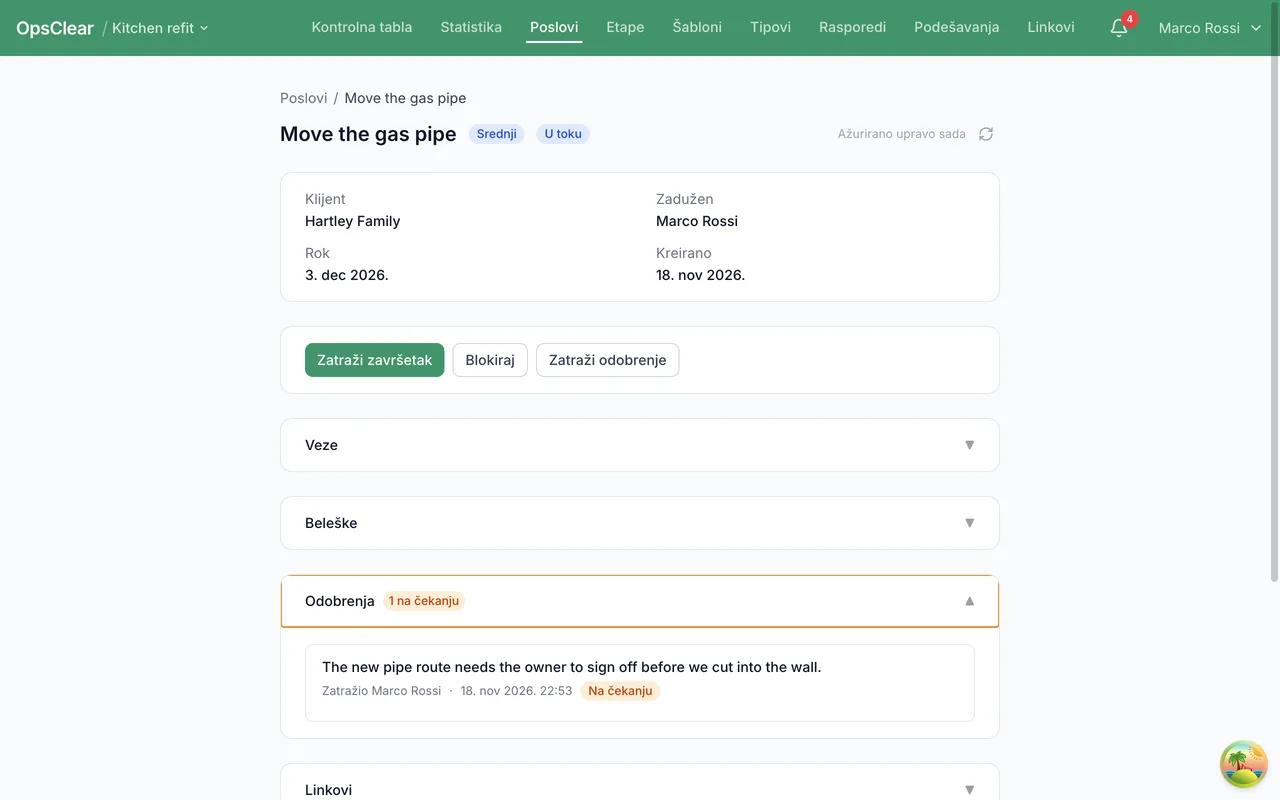 OpsClear / Kitchen refit
Kontrolna tabla Statistika Poslovi Etape Šabloni Tipovi Rasporedi Podešavanja Linkovi 4 Marco Rossi
Poslovi / Move the gas pipe
Move the gas pipe Srednji U toku Ažurirano upravo sada
Klijent
Hartley Family
Zadužen
Marco Rossi
Rok
3. dec 2026.
Kreirano
18. nov 2026.
Zatraži završetak Blokiraj Zatraži odobrenje
Veze
Beleške
Odobrenja 1 na čekanju
The new pipe route needs the owner to sign off before we cut into the wall.
Zatražio Marco Rossi · 18. nov 2026. 22:53 Na čekanju
Linkovi